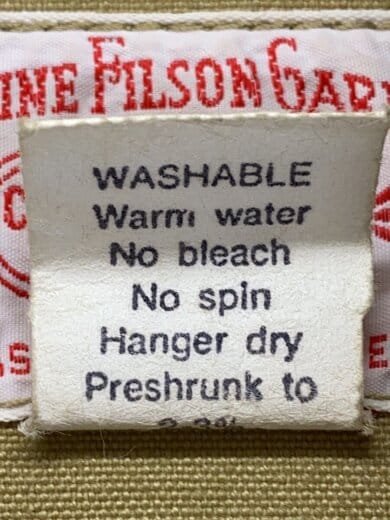 INE FILSON GAR
WASHABLE
Warm water
No bleach
No spin
Hanger dry
Preshrunk to